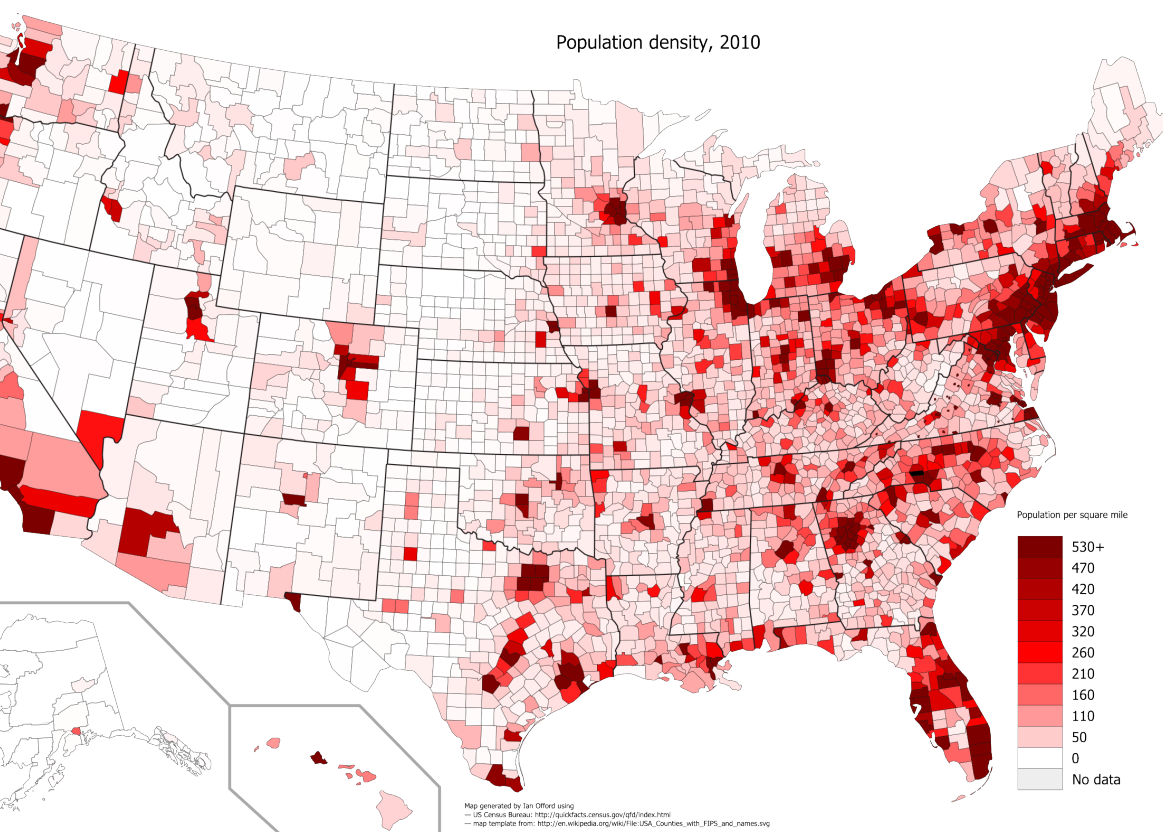 Population density, 2010
Population per square mile
530+
470
420
370
320
260
210
160
110
50
0
No data
Map generated by Ian Offord using
— US Census Bureau: http://quickfacts.census.gov/qfd/index.html
— map template from: http://en.wikipedia.org/wiki/File:USA_Counties_with_FIPS_and_names.svg